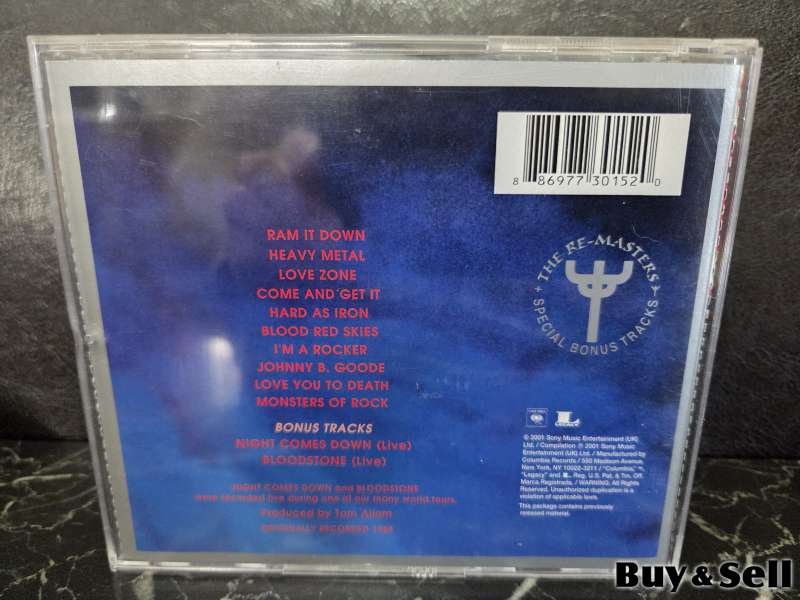 8 86977 30152 0
THE RE-MASTERS
+ SPECIAL BONUS TRACKS +
RAM IT DOWN
HEAVY METAL
LOVE ZONE
COME AND GET IT
HARD AS IRON
BLOOD RED SKIES
I'M A ROCKER
JOHNNY B. GOODE
LOVE YOU TO DEATH
MONSTERS OF ROCK
BONUS TRACKS
NIGHT COMES DOWN (Live)
BLOODSTONE (Live)
NIGHT COMES DOWN and BLOODSTONE
were recorded live during one of our many world tours.
Produced by Tom Allom
ORIGINALLY RECORDED 1988
© 2001 Sony Music Entertainment (UK)
Ltd. / Compilation ℗ 2001 Sony Music
Entertainment (UK) Ltd. / Manufactured by
Columbia Records / 550 Madison Avenue,
New York, NY 10022-3211 / "Columbia,"
"Legacy" and L Reg. U.S. Pat. & Tm. Off.
Marca Registrada. / WARNING: All Rights
Reserved. Unauthorized duplication is a
violation of applicable laws.
This package contains previously
released material.
Buy & Sell